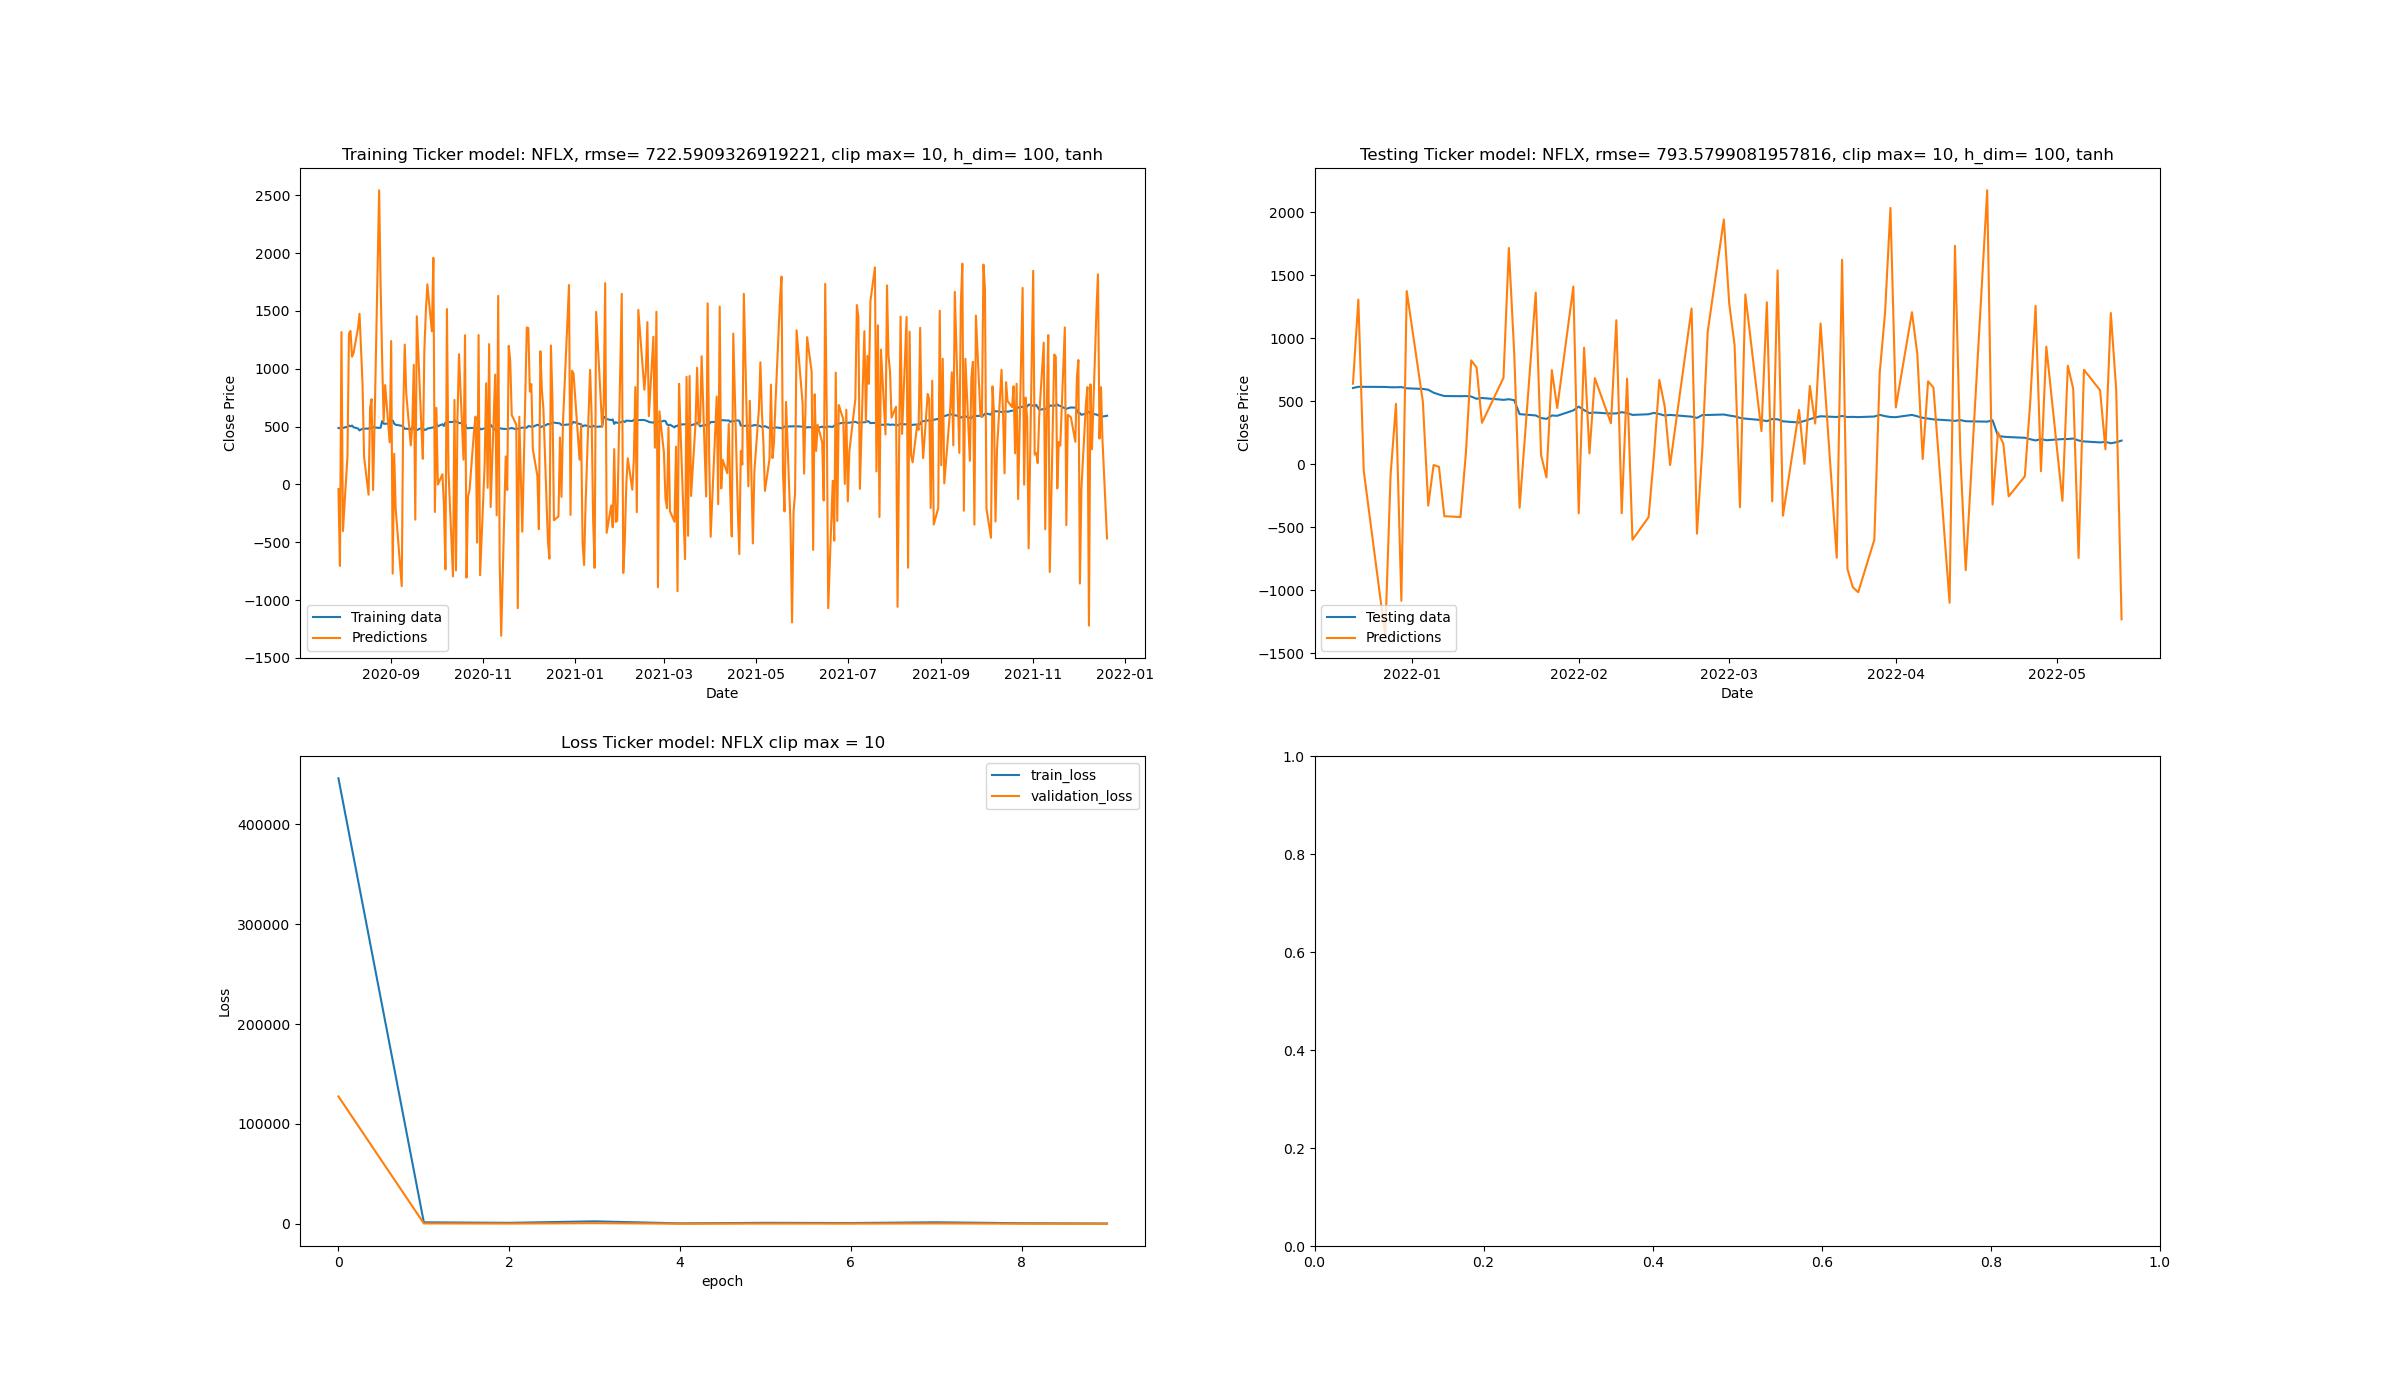 Training Ticker model: NFLX, rmse= 722.5909326919221, clip max= 10, h_dim= 100, tanh
2500
2000
1500
1000
500
0
−500
−1000
−1500
Close Price
Training data
Predictions
2020-09 2020-11 2021-01 2021-03 2021-05 2021-07 2021-09 2021-11 2022-01
Date
Testing Ticker model: NFLX, rmse= 793.5799081957816, clip max= 10, h_dim= 100, tanh
2000
1500
1000
500
0
−500
−1000
−1500
Close Price
Testing data
Predictions
2022-01 2022-02 2022-03 2022-04 2022-05
Date
Loss Ticker model: NFLX clip max = 10
train_loss
validation_loss
400000
300000
200000
100000
0
Loss
0 2 4 6 8
epoch
1.0
0.8
0.6
0.4
0.2
0.0
0.0 0.2 0.4 0.6 0.8 1.0